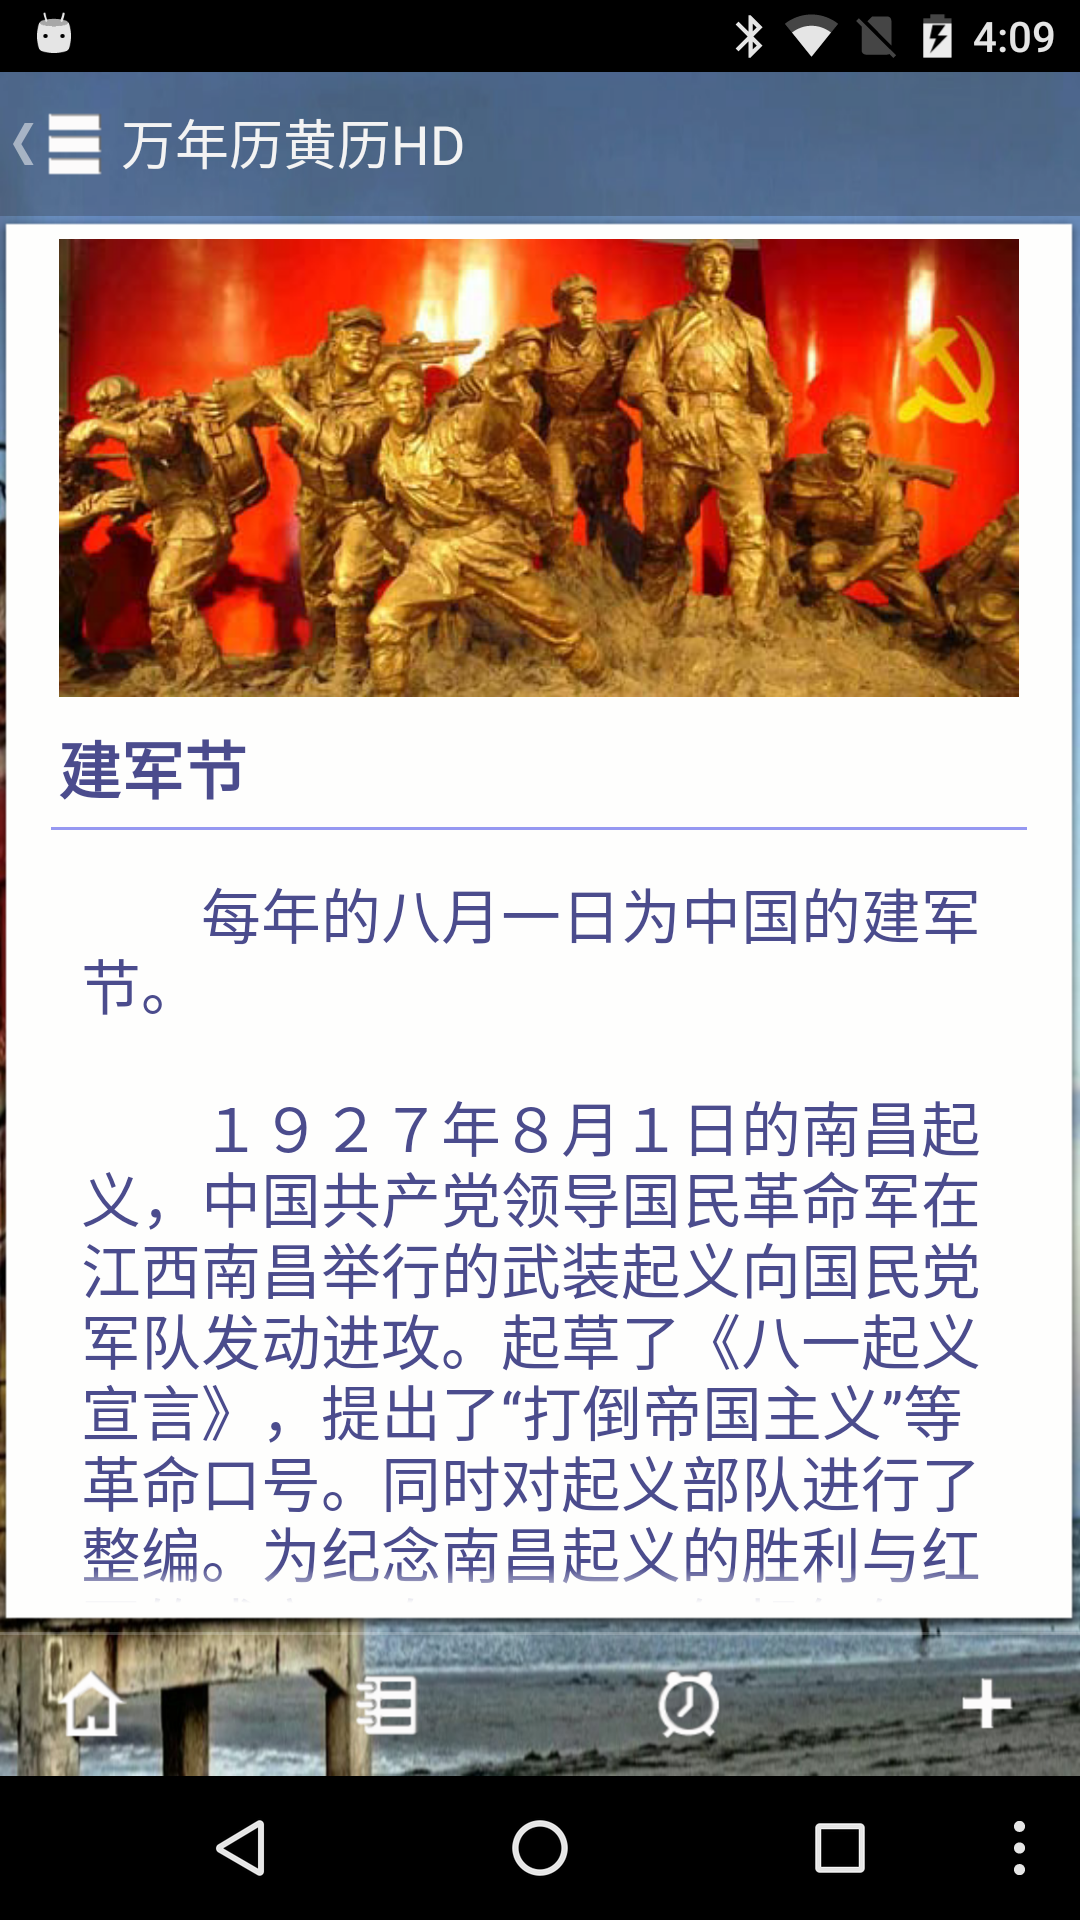 4:09
万年历黄历HD
建军节
每年的八月一日为中国的建军
节。
１９２７年８月１日的南昌起
义，中国共产党领导国民革命军在
江西南昌举行的武装起义向国民党
军队发动进攻。起草了《八一起义
宣言》，提出了“打倒帝国主义”等
革命口号。同时对起义部队进行了
整编。为纪念南昌起义的胜利与红